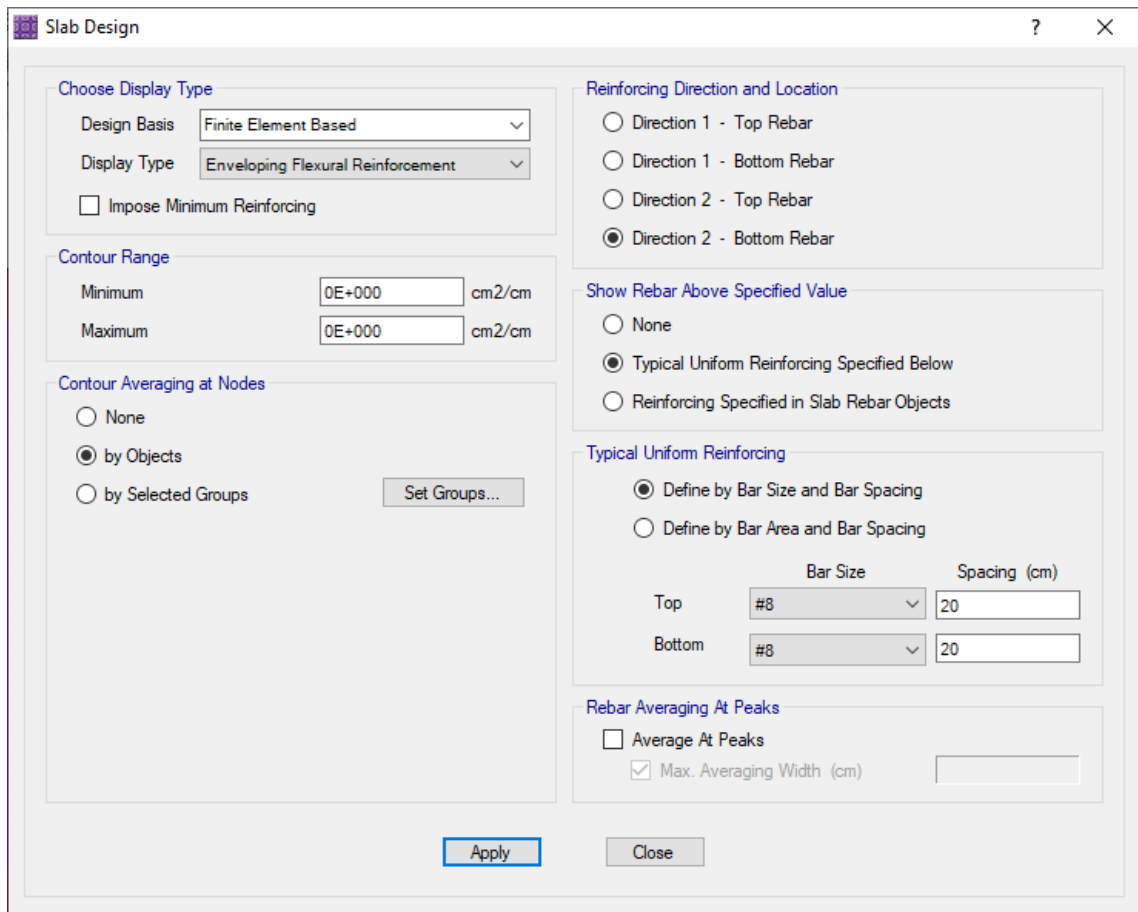 Slab Design
?
Choose Display Type
Design Basis Finite Element Based
Display Type Enveloping Flexural Reinforcement
Impose Minimum Reinforcing
Contour Range
Minimum 0E+000 cm2/cm
Maximum 0E+000 cm2/cm
Contour Averaging at Nodes
None
by Objects
by Selected Groups Set Groups...
Reinforcing Direction and Location
Direction 1 - Top Rebar
Direction 1 - Bottom Rebar
Direction 2 - Top Rebar
Direction 2 - Bottom Rebar
Show Rebar Above Specified Value
None
Typical Uniform Reinforcing Specified Below
Reinforcing Specified in Slab Rebar Objects
Typical Uniform Reinforcing
Define by Bar Size and Bar Spacing
Define by Bar Area and Bar Spacing
Bar Size Spacing (cm)
Top #8 20
Bottom #8 20
Rebar Averaging At Peaks
Average At Peaks
Max. Averaging Width (cm)
Apply Close